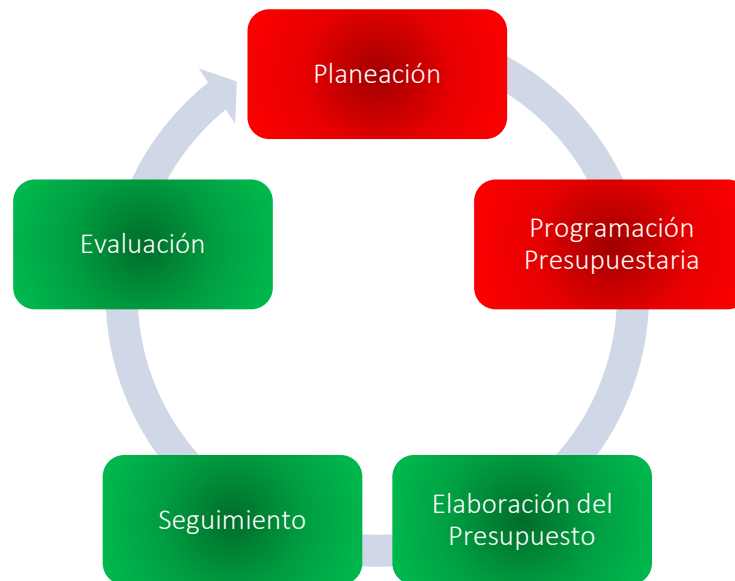 Planeación
Programación
Presupuestaria
Elaboración del
Presupuesto
Seguimiento
Evaluación